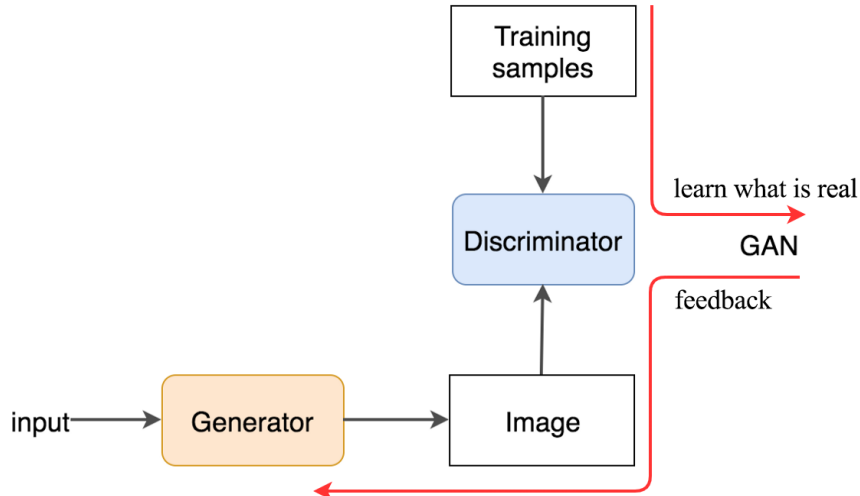 Training
samples
learn what is real
Discriminator
GAN
feedback
input
Generator
Image